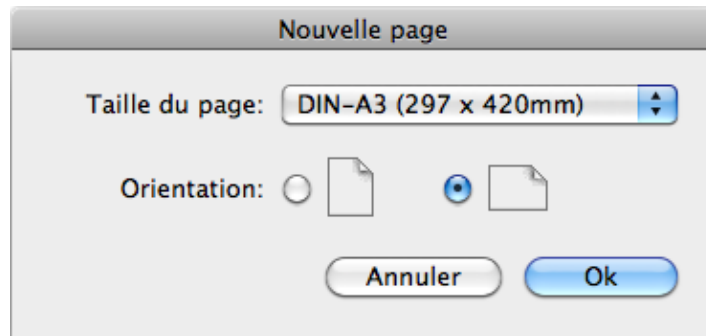 Nouvelle page
Taille du page: DIN-A3 (297 x 420mm)
Orientation:
Annuler Ok